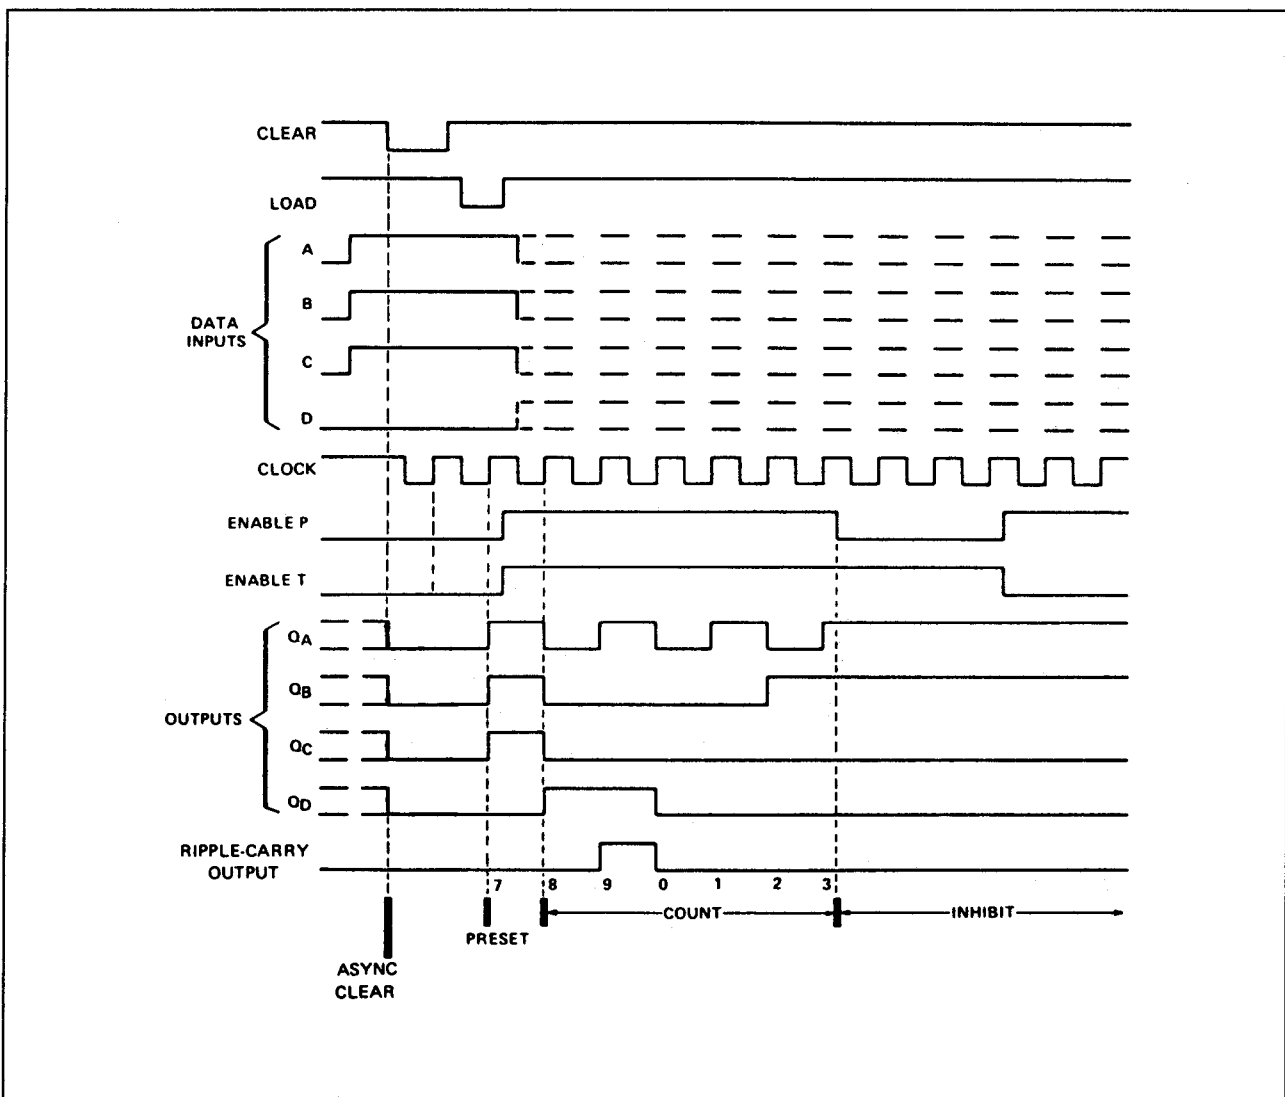 CLEAR
LOAD
A
B
DATA
INPUTS
C
D
CLOCK
ENABLE P
ENABLE T
QA
QB
OUTPUTS
QC
QD
RIPPLE-CARRY
OUTPUT
7 8 9 0 1 2 3
COUNT INHIBIT
PRESET
ASYNC
CLEAR